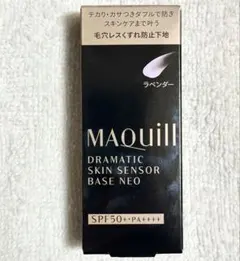 テカリ・カサつきダブルで防ぎ
スキンケアまで叶う
毛穴レスくずれ防止下地
ラベンダー
MAQuill
DRAMATIC
SKIN SENSOR
BASE NEO
SPF50+・PA++++